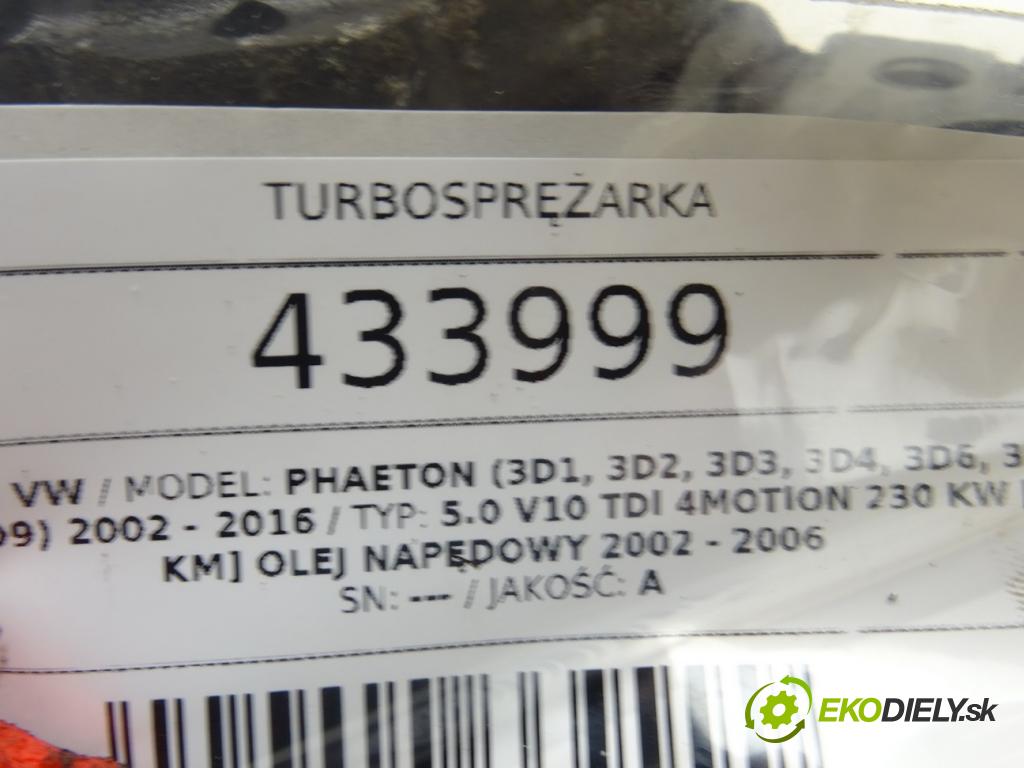 TURBOSPRĘŻARKA
433999
VW / MODEL: PHAETON (3D1, 3D2, 3D3, 3D4, 3D6, 3
09) 2002 - 2016 / TYP: 5.0 V10 TDI 4MOTION 230 KW
KM] OLEJ NAPĘDOWY 2002 - 2006
SN: --- / JAKOŚĆ: A
EKODIELY.sk